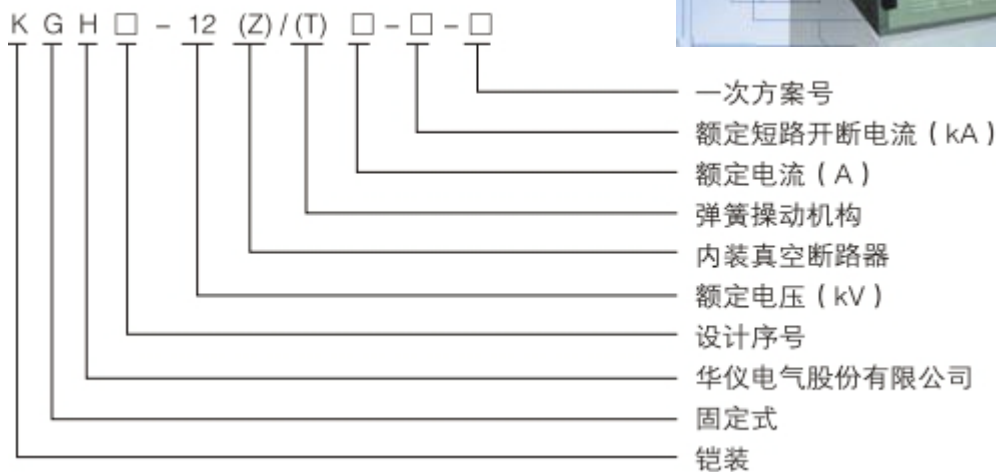 K G H □ - 12 (Z)/(T) □-□-□
一次方案号
额定短路开断电流（kA）
额定电流（A）
弹簧操动机构
内装真空断路器
额定电压（kV）
设计序号
华仪电气股份有限公司
固定式
铠装